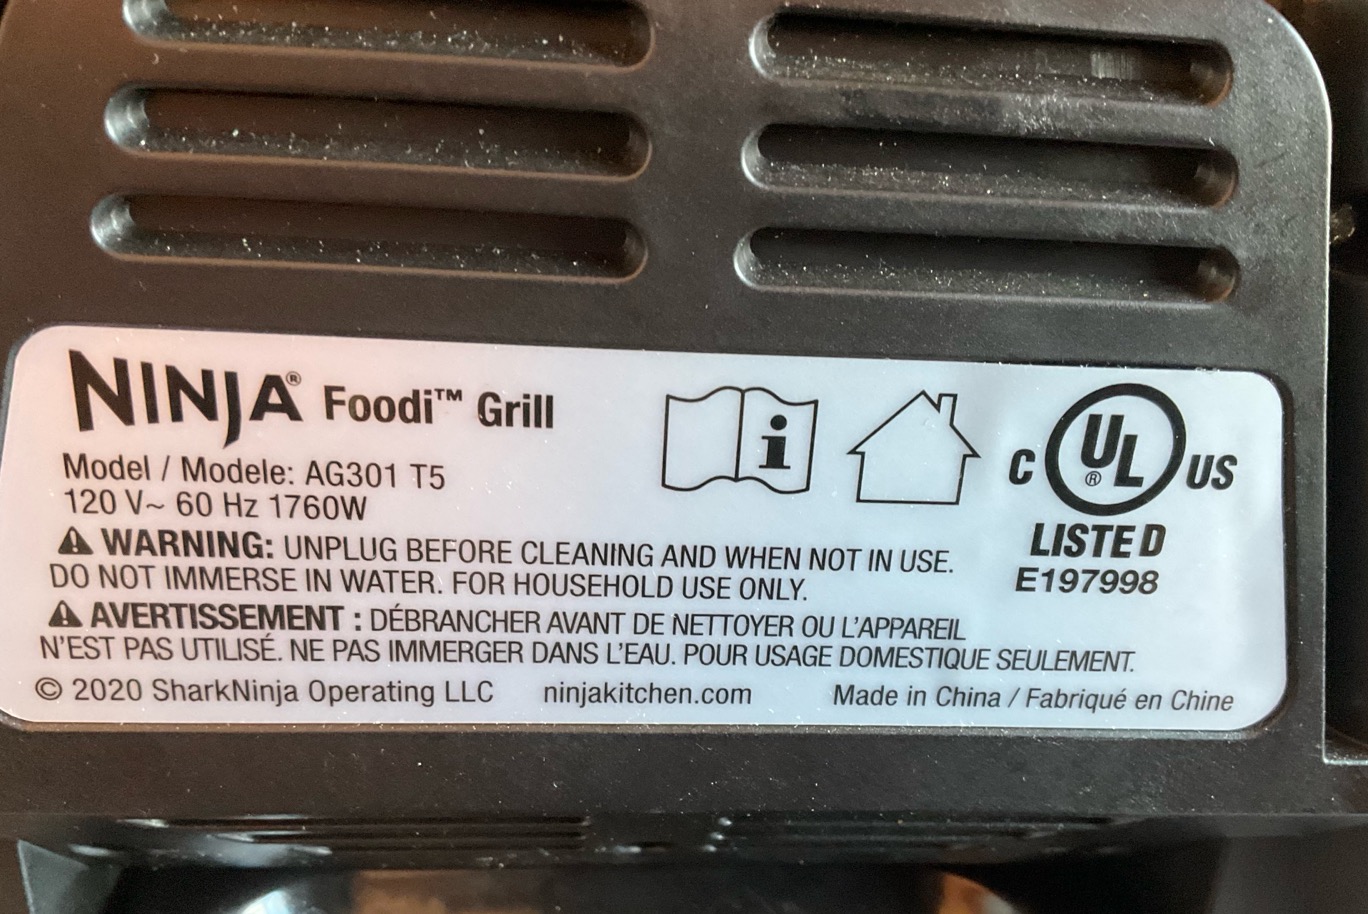 NINJA® Foodi™ Grill
Model / Modele: AG301 T5
120 V~ 60 Hz 1760W
i
C UL® US
LISTED
E197998
⚠ WARNING: UNPLUG BEFORE CLEANING AND WHEN NOT IN USE.
DO NOT IMMERSE IN WATER. FOR HOUSEHOLD USE ONLY.
⚠ AVERTISSEMENT : DÉBRANCHER AVANT DE NETTOYER OU L'APPAREIL
N'EST PAS UTILISÉ. NE PAS IMMERGER DANS L'EAU. POUR USAGE DOMESTIQUE SEULEMENT.
© 2020 SharkNinja Operating LLC ninjakitchen.com Made in China / Fabriqué en Chine